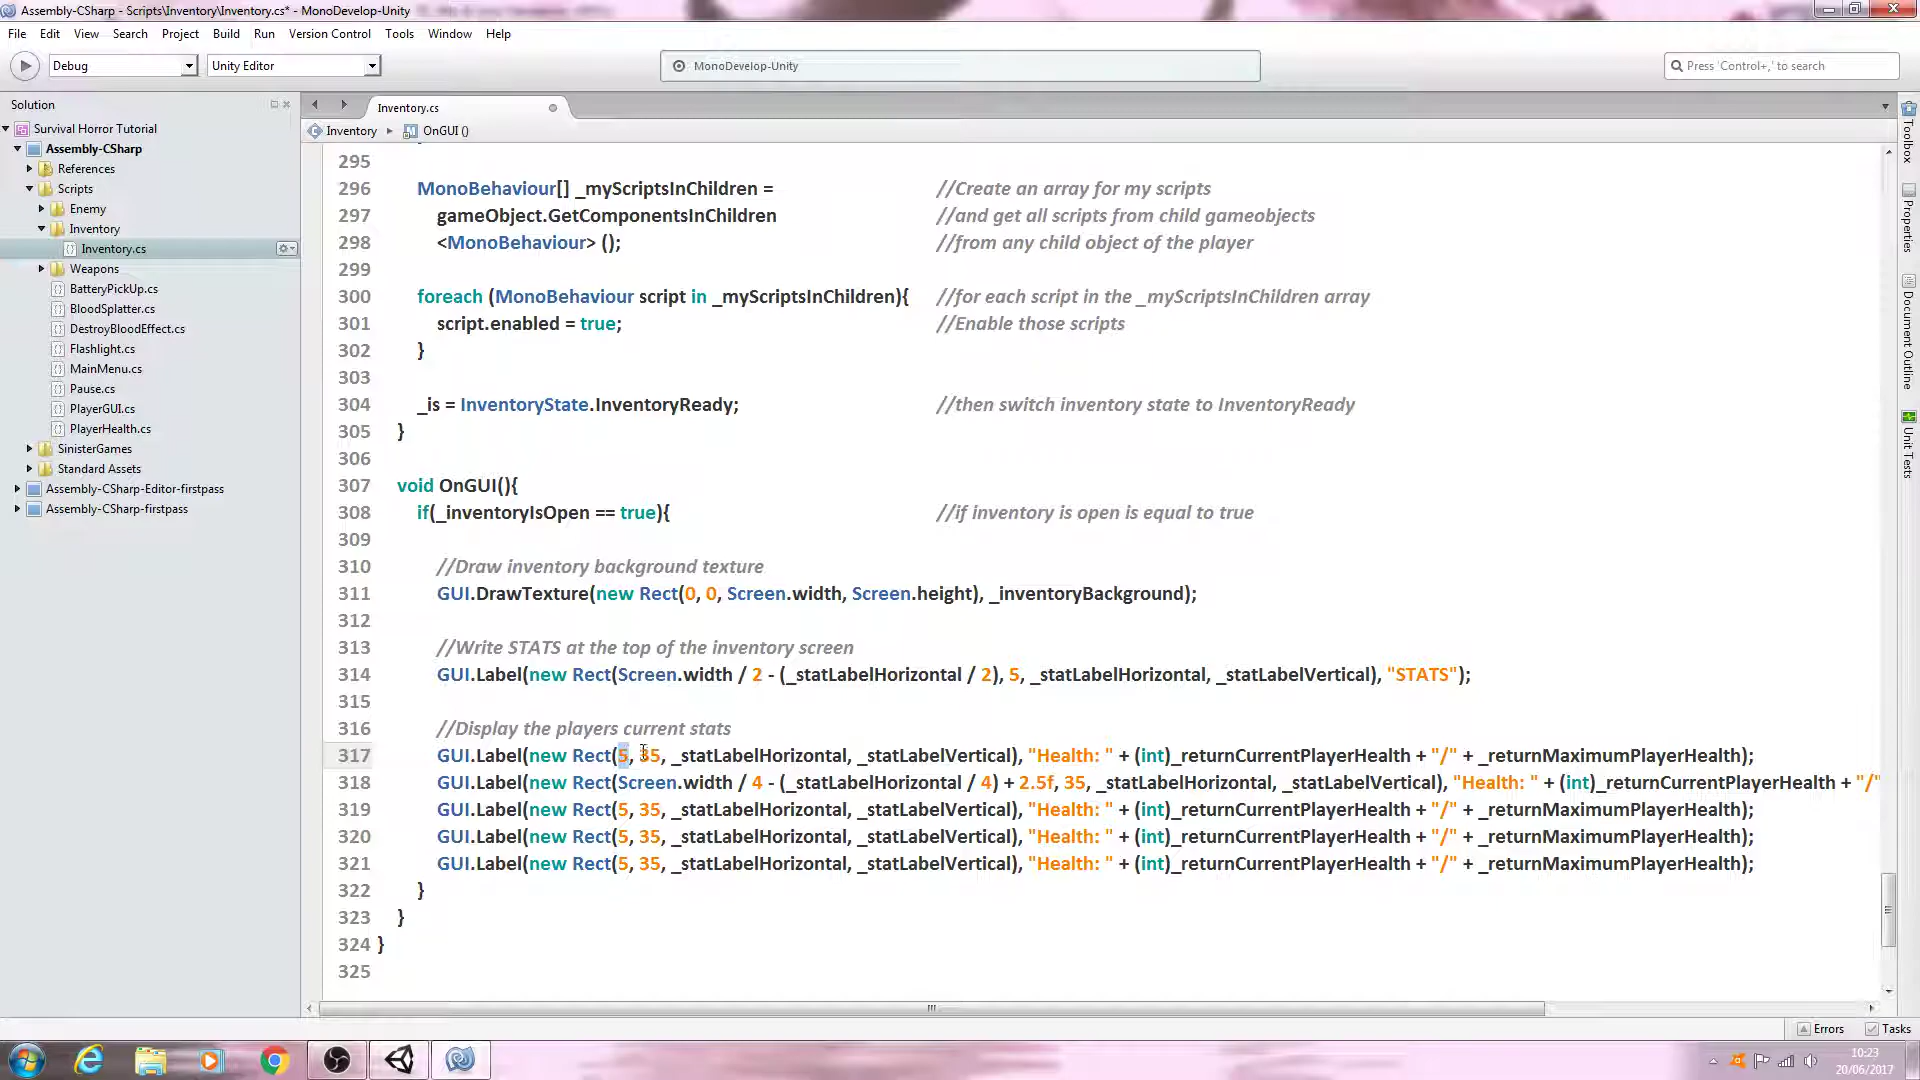 Assembly-CSharp - Scripts\Inventory\Inventory.cs* - MonoDevelop-Unity
File Edit View Search Project Build Run Version Control Tools Window Help
Debug Unity Editor MonoDevelop-Unity Press 'Control+,' to search
Solution Inventory.cs
Inventory OnGUI ()
Survival Horror Tutorial
Assembly-CSharp
References
Scripts
Enemy
Inventory
Inventory.cs
Weapons
BatteryPickUp.cs
BloodSplatter.cs
DestroyBloodEffect.cs
Flashlight.cs
MainMenu.cs
Pause.cs
PlayerGUI.cs
PlayerHealth.cs
SinisterGames
Standard Assets
Assembly-CSharp-Editor-firstpass
Assembly-CSharp-firstpass
295
296 MonoBehaviour[] _myScriptsInChildren = //Create an array for my scripts
297 gameObject.GetComponentsInChildren //and get all scripts from child gameobjects
298 <MonoBehaviour> (); //from any child object of the player
299
300 foreach (MonoBehaviour script in _myScriptsInChildren){ //for each script in the _myScriptsInChildren array
301 script.enabled = true; //Enable those scripts
302 }
303
304 _is = InventoryState.InventoryReady; //then switch inventory state to InventoryReady
305 }
306
307 void OnGUI(){
308 if(_inventoryIsOpen == true){ //if inventory is open is equal to true
309
310 //Draw inventory background texture
311 GUI.DrawTexture(new Rect(0, 0, Screen.width, Screen.height), _inventoryBackground);
312
313 //Write STATS at the top of the inventory screen
314 GUI.Label(new Rect(Screen.width / 2 - (_statLabelHorizontal / 2), 5, _statLabelHorizontal, _statLabelVertical), "STATS");
315
316 //Display the players current stats
317 GUI.Label(new Rect(5, 35, _statLabelHorizontal, _statLabelVertical), "Health: " + (int)_returnCurrentPlayerHealth + "/" + _returnMaximumPlayerHealth);
318 GUI.Label(new Rect(Screen.width / 4 - (_statLabelHorizontal / 4) + 2.5f, 35, _statLabelHorizontal, _statLabelVertical), "Health: " + (int)_returnCurrentPlayerHealth + "/"
319 GUI.Label(new Rect(5, 35, _statLabelHorizontal, _statLabelVertical), "Health: " + (int)_returnCurrentPlayerHealth + "/" + _returnMaximumPlayerHealth);
320 GUI.Label(new Rect(5, 35, _statLabelHorizontal, _statLabelVertical), "Health: " + (int)_returnCurrentPlayerHealth + "/" + _returnMaximumPlayerHealth);
321 GUI.Label(new Rect(5, 35, _statLabelHorizontal, _statLabelVertical), "Health: " + (int)_returnCurrentPlayerHealth + "/" + _returnMaximumPlayerHealth);
322 }
323 }
324 }
325
Toolbox
Properties
Document Outline
Unit Tests
Errors Tasks
10:23
20/06/2017